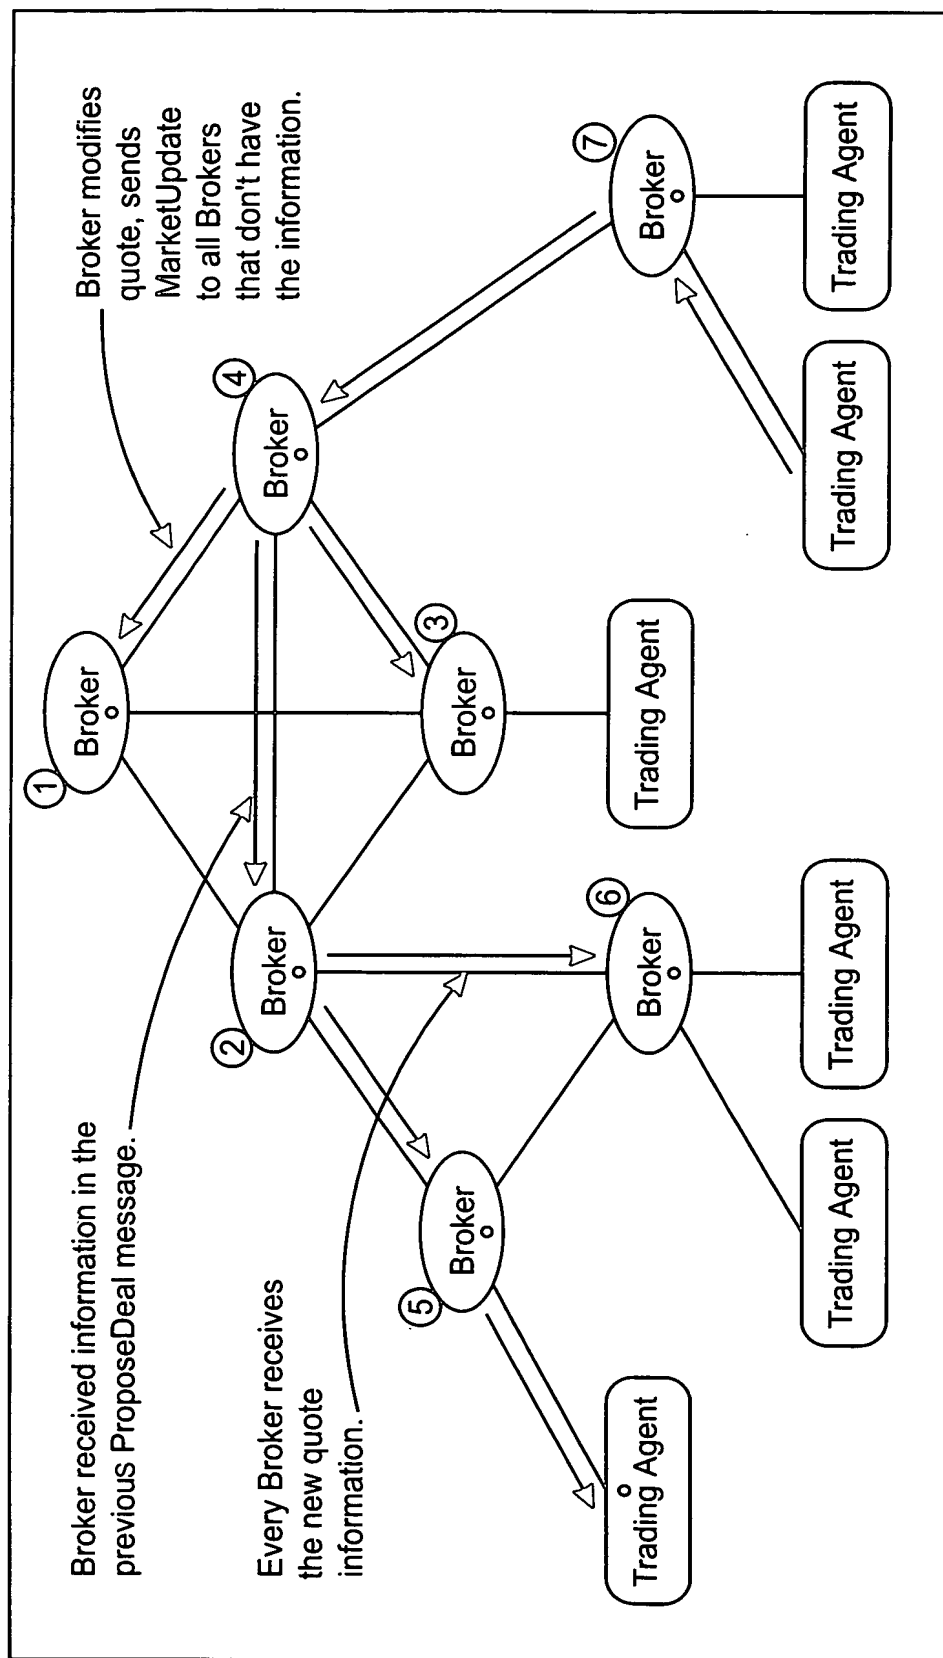 Broker received information in the
previous ProposeDeal message.
Broker modifies
quote, sends
MarketUpdate
to all Brokers
that don't have
the information.
Every Broker receives
the new quote
information.
1
Broker
2
Broker
4
Broker
5
Broker
3
Broker
6
Broker
7
Broker
Trading Agent
Trading Agent
Trading Agent
Trading Agent
Trading Agent
Trading Agent